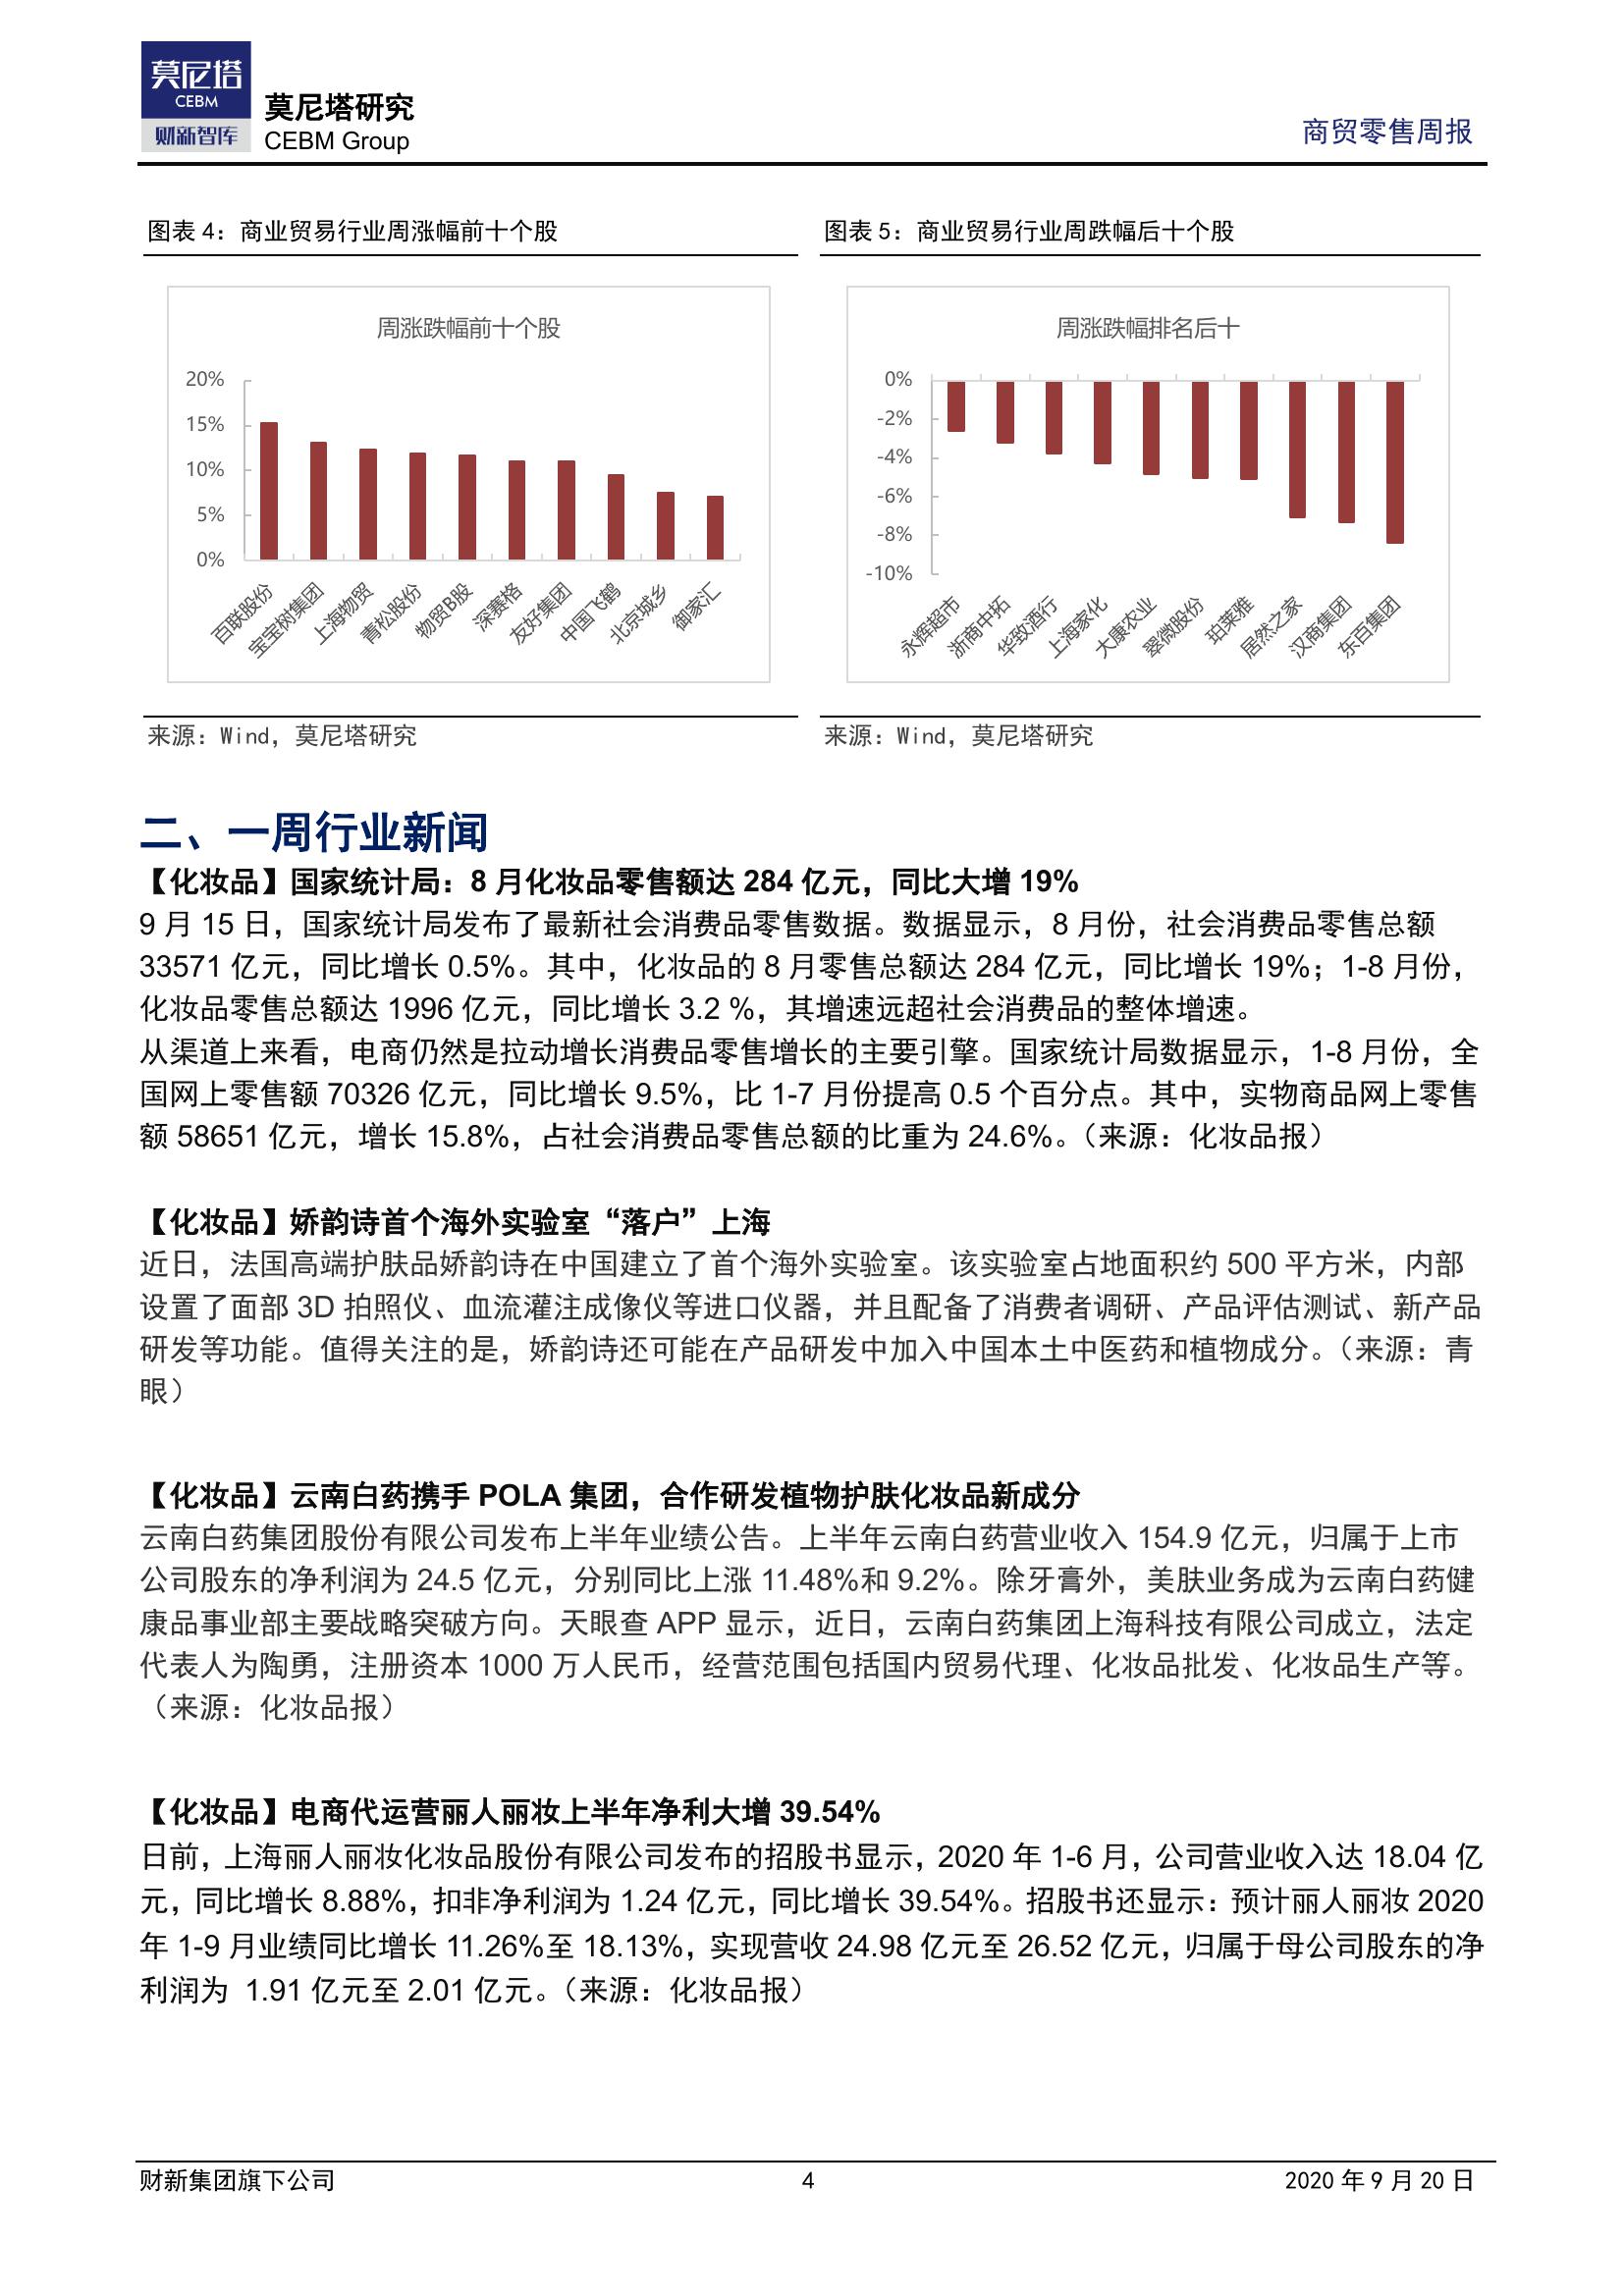 莫尼塔
CEBM
财新智库
莫尼塔研究
CEBM Group
商贸零售周报
图表 4：商业贸易行业周涨幅前十个股
周涨跌幅前十个股
20%
15%
10%
5%
0%
百联股份
宝宝树集团
上海物贸
青松股份
物贸B股
深赛格
友好集团
中国飞鹤
北京城乡
御家汇
来源：Wind，莫尼塔研究
图表 5：商业贸易行业周跌幅后十个股
周涨跌幅排名后十
0%
-2%
-4%
-6%
-8%
-10%
永辉超市
浙商中拓
华致酒行
上海家化
大康农业
翠微股份
珀莱雅
居然之家
汉商集团
东百集团
来源：Wind，莫尼塔研究
二、一周行业新闻
【化妆品】国家统计局：8 月化妆品零售额达 284 亿元，同比大增 19%
9 月 15 日，国家统计局发布了最新社会消费品零售数据。数据显示，8 月份，社会消费品零售总额
33571 亿元，同比增长 0.5%。其中，化妆品的 8 月零售总额达 284 亿元，同比增长 19%；1-8 月份，
化妆品零售总额达 1996 亿元，同比增长 3.2 %，其增速远超社会消费品的整体增速。
从渠道上来看，电商仍然是拉动增长消费品零售增长的主要引擎。国家统计局数据显示，1-8 月份，全
国网上零售额 70326 亿元，同比增长 9.5%，比 1-7 月份提高 0.5 个百分点。其中，实物商品网上零售
额 58651 亿元，增长 15.8%，占社会消费品零售总额的比重为 24.6%。（来源：化妆品报）
【化妆品】娇韵诗首个海外实验室“落户”上海
近日，法国高端护肤品娇韵诗在中国建立了首个海外实验室。该实验室占地面积约 500 平方米，内部
设置了面部 3D 拍照仪、血流灌注成像仪等进口仪器，并且配备了消费者调研、产品评估测试、新产品
研发等功能。值得关注的是，娇韵诗还可能在产品研发中加入中国本土中医药和植物成分。（来源：青
眼）
【化妆品】云南白药携手 POLA 集团，合作研发植物护肤化妆品新成分
云南白药集团股份有限公司发布上半年业绩公告。上半年云南白药营业收入 154.9 亿元，归属于上市
公司股东的净利润为 24.5 亿元，分别同比上涨 11.48%和 9.2%。除牙膏外，美肤业务成为云南白药健
康品事业部主要战略突破方向。天眼查 APP 显示，近日，云南白药集团上海科技有限公司成立，法定
代表人为陶勇，注册资本 1000 万人民币，经营范围包括国内贸易代理、化妆品批发、化妆品生产等。
（来源：化妆品报）
【化妆品】电商代运营丽人丽妆上半年净利大增 39.54%
日前，上海丽人丽妆化妆品股份有限公司发布的招股书显示，2020 年 1-6 月，公司营业收入达 18.04 亿
元，同比增长 8.88%，扣非净利润为 1.24 亿元，同比增长 39.54%。招股书还显示：预计丽人丽妆 2020
年 1-9 月业绩同比增长 11.26%至 18.13%，实现营收 24.98 亿元至 26.52 亿元，归属于母公司股东的净
利润为 1.91 亿元至 2.01 亿元。（来源：化妆品报）
财新集团旗下公司
4
2020 年 9 月 20 日